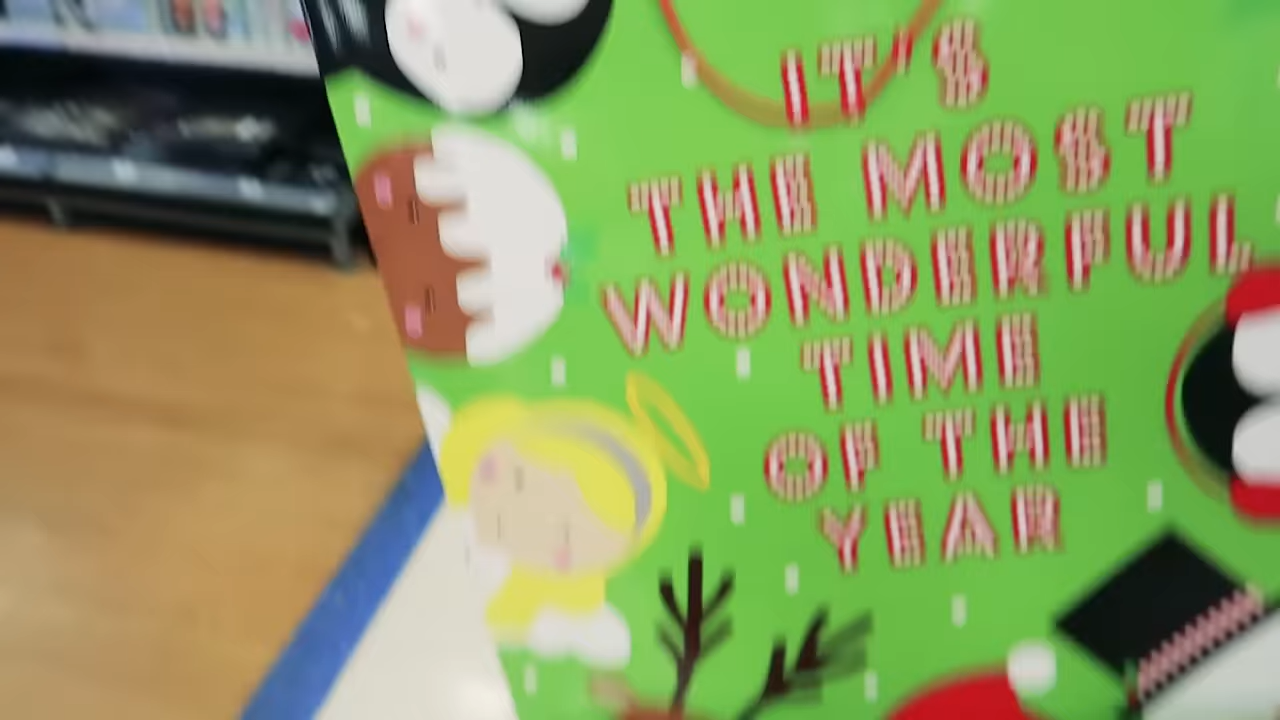 IT'S
THE MOST
WONDERFUL
TIME
OF THE
YEAR